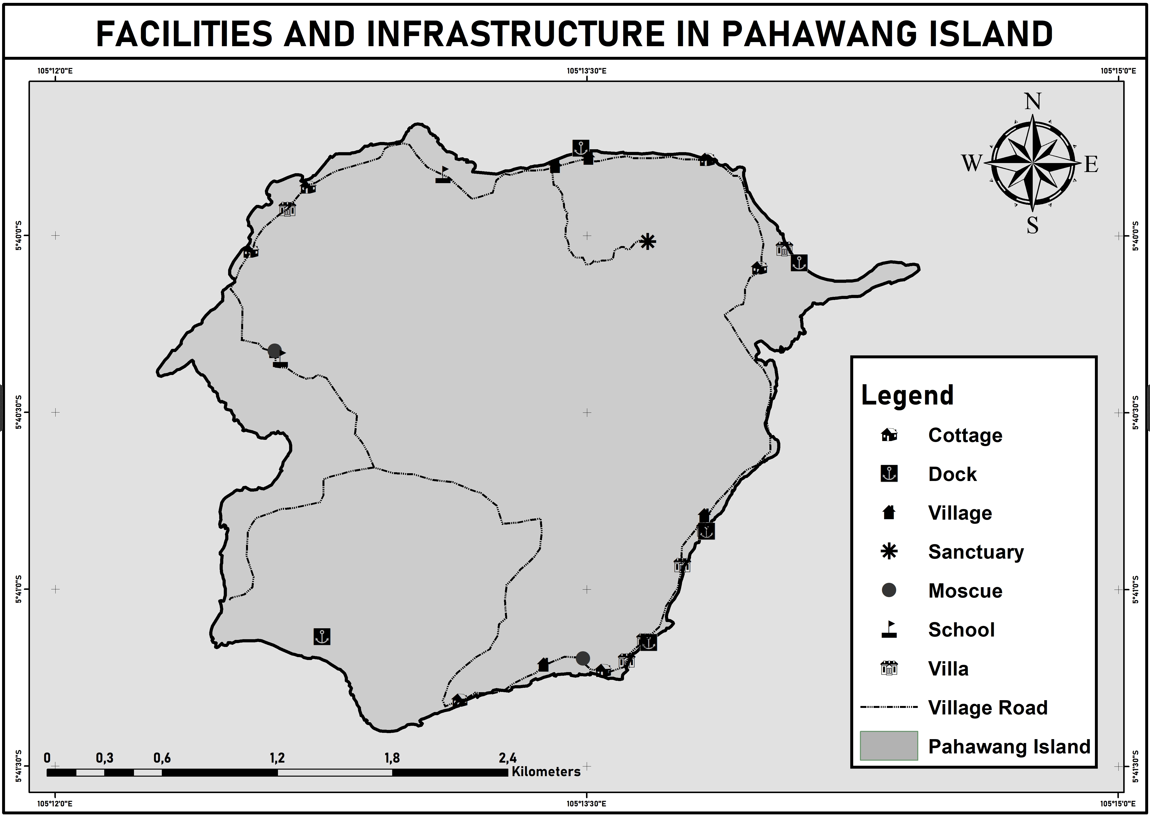 FACILITIES AND INFRASTRUCTURE IN PAHAWANG ISLAND
105°12'0"E 105°13'30"E 105°15'0"E
N
W E
S
5°40'0"S 5°40'0"S
5°40'30"S 5°40'30"S
Legend
Cottage
Dock
Village
Sanctuary
Moscue
School
Villa
Village Road
Pahawang Island
5°41'0"S 5°41'0"S
5°41'30"S 5°41'30"S
0 0,3 0,6 1,2 1,8 2,4
Kilometers
105°12'0"E 105°13'30"E 105°15'0"E